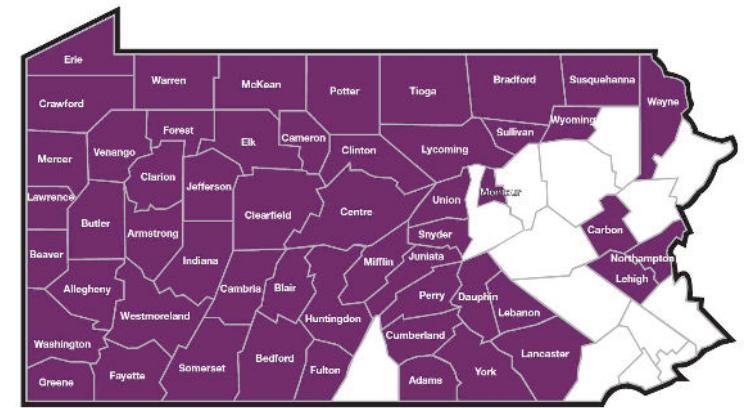 Erie
Warren
McKean
Potter
Tioga
Bradford
Susquehanna
Crawford
Wayne
Wyoming
Forest
Sullivan
Elk
Cameron
Venango
Clinton
Lycoming
Mercer
Clarion
Jefferson
Montour
Lawrence
Union
Clearfield
Centre
Butler
Carbon
Armstrong
Snyder
Beaver
Juniata
Northampton
Indiana
Mifflin
Lehigh
Allegheny
Cambria
Blair
Perry
Dauphin
Westmoreland
Huntingdon
Lebanon
Cumberland
Washington
Lancaster
Bedford
Somerset
Fulton
York
Fayette
Adams
Greene